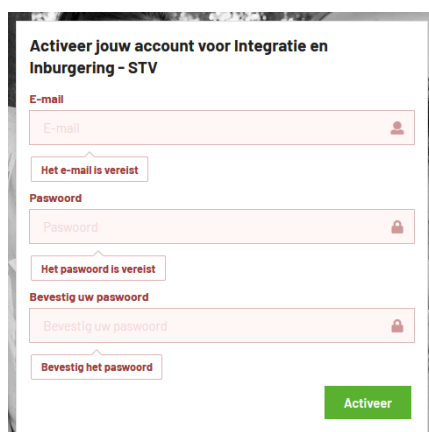 Activeer jouw account voor Integratie en
Inburgering - STV
E-mail
E-mail
Het e-mail is vereist
Paswoord
Paswoord
Het paswoord is vereist
Bevestig uw paswoord
Bevestig uw paswoord
Bevestig het paswoord
Activeer